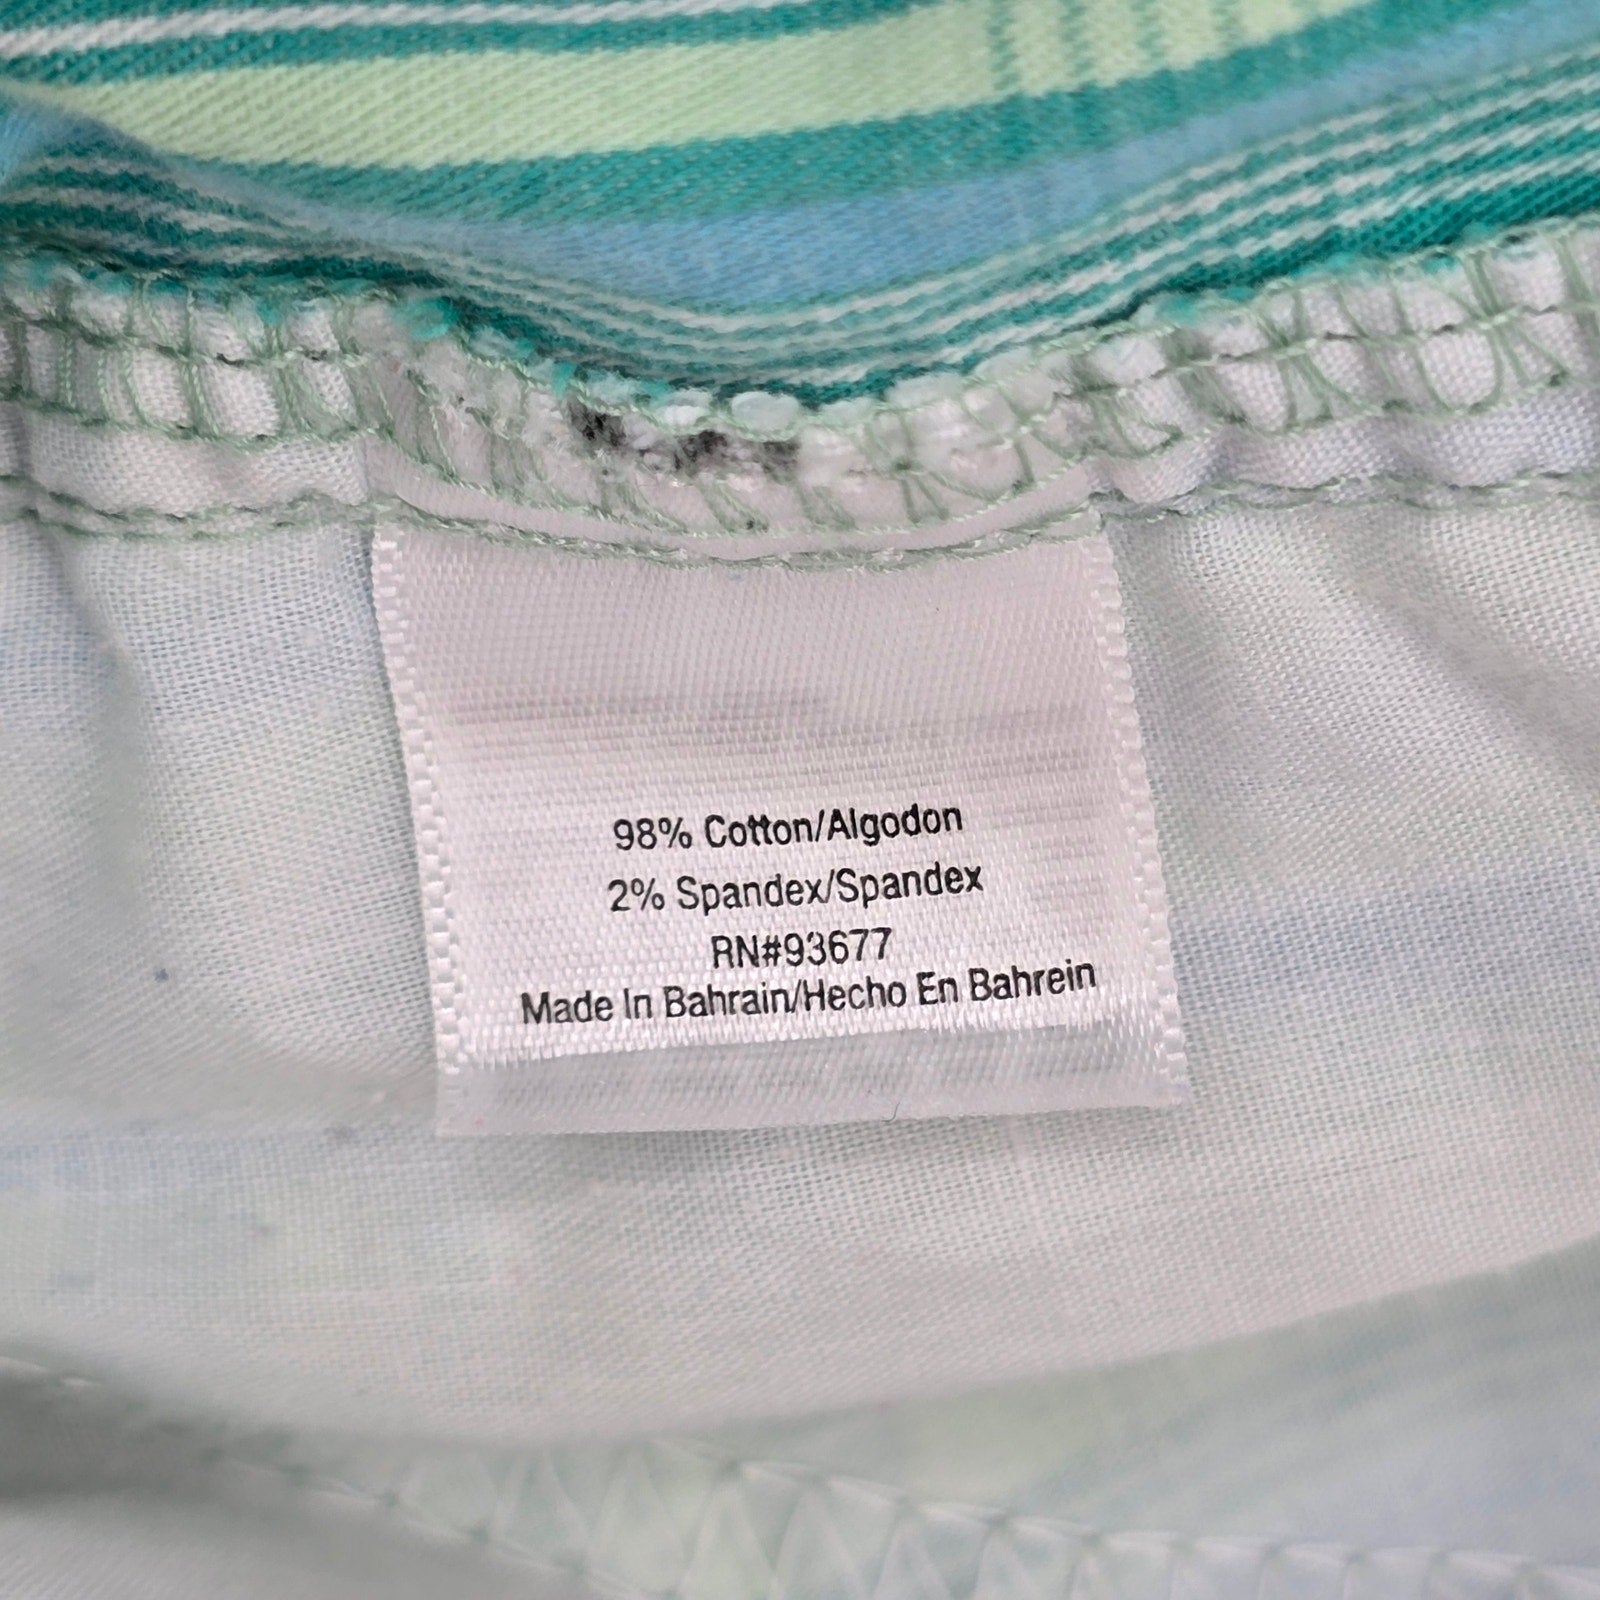 98% Cotton/Algodon
2% Spandex/Spandex
RN#93677
Made In Bahrain/Hecho En Bahrein